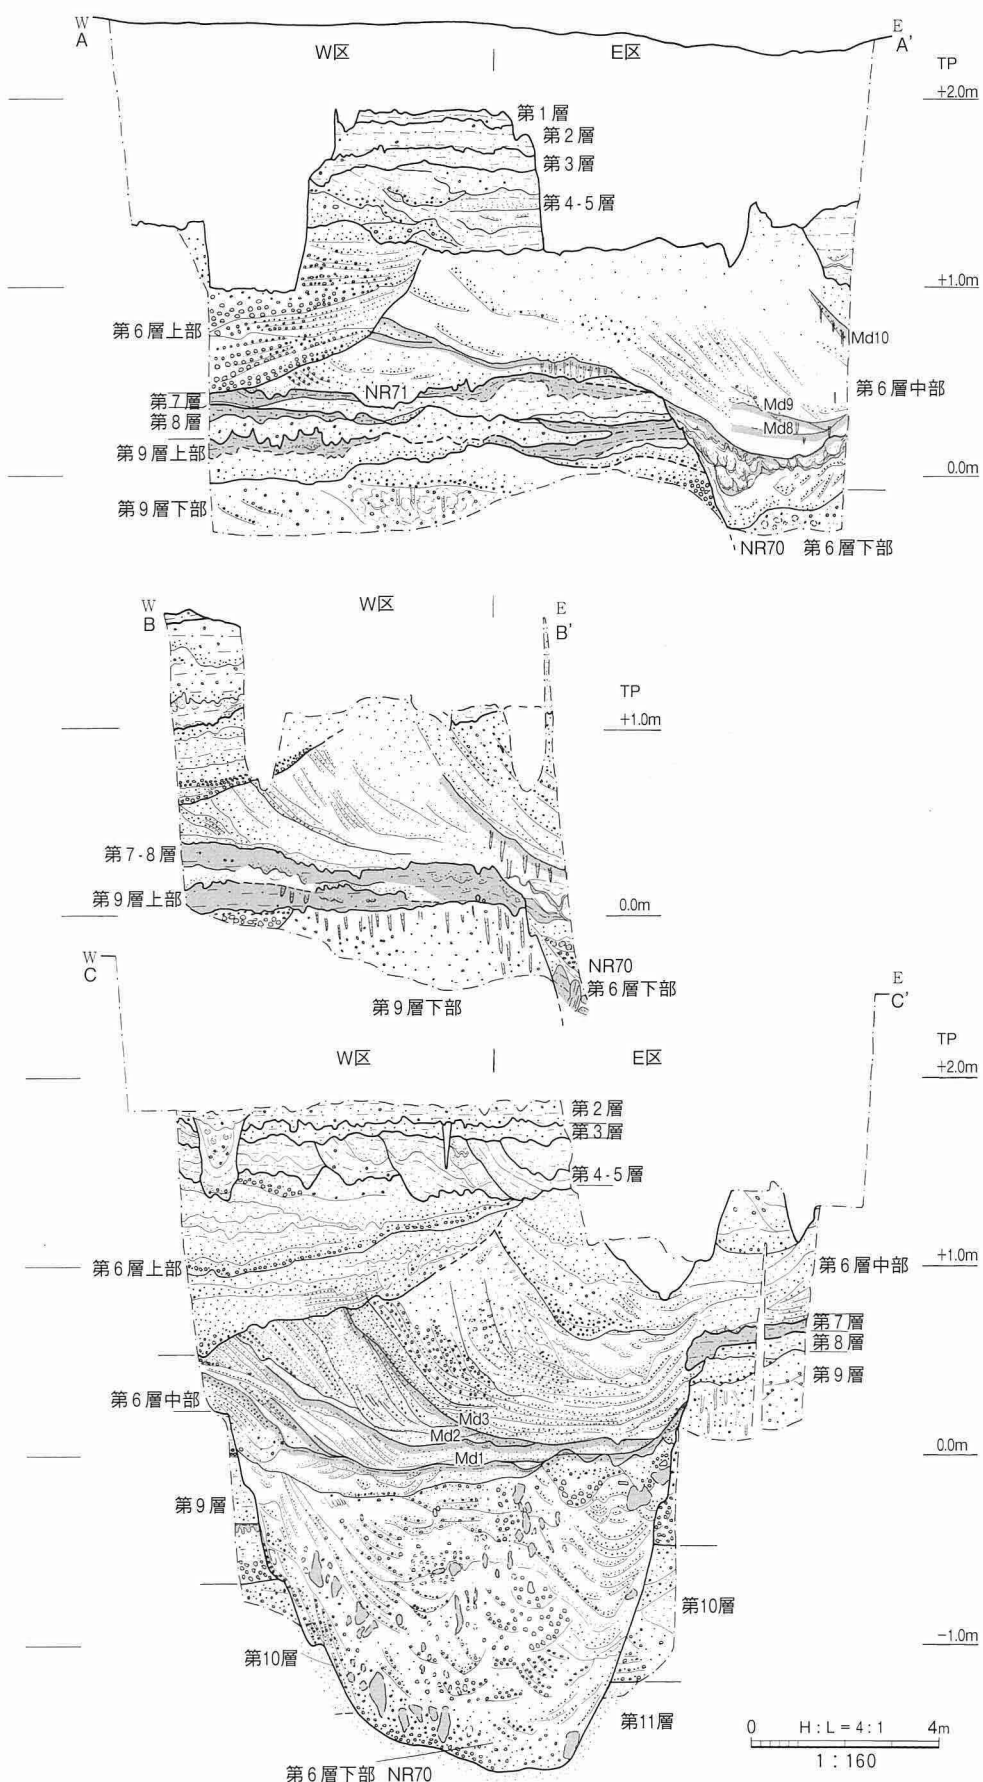 W
A
W区
E区
E
A'
TP
+2.0m
第1層
第2層
第3層
第4-5層
+1.0m
第6層上部
Md10
第6層中部
NR71
第7層
Md9
第8層
Md8
第9層上部
0.0m
第9層下部
NR70 第6層下部
W
B
W区
E
B'
TP
+1.0m
第7-8層
第9層上部
0.0m
NR70
第6層下部
第9層下部
W
C
E
C'
W区
E区
TP
+2.0m
第2層
第3層
第4-5層
第6層上部
+1.0m
第6層中部
第7層
第8層
第9層
第6層中部
Md3
Md2
Md1
0.0m
第9層
第10層
-1.0m
第10層
第11層
0 H:L=4:1 4m
1:160
第6層下部 NR70